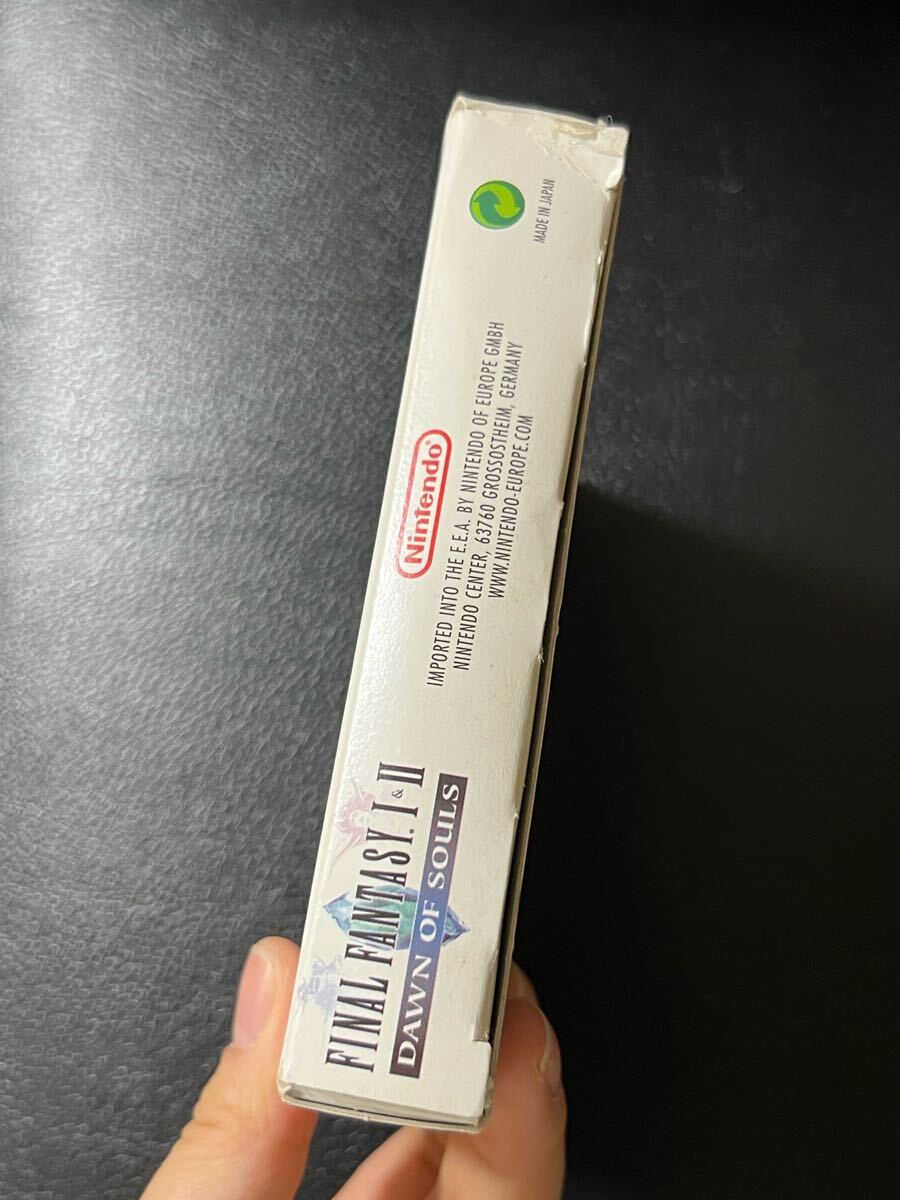 FINAL FANTASY. I & II
DAWN OF SOULS
Nintendo®
IMPORTED INTO THE E.E.A. BY NINTENDO OF EUROPE GMBH
NINTENDO CENTER, 63760 GROSSOSTHEIM, GERMANY
WWW.NINTENDO-EUROPE.COM
MADE IN JAPAN